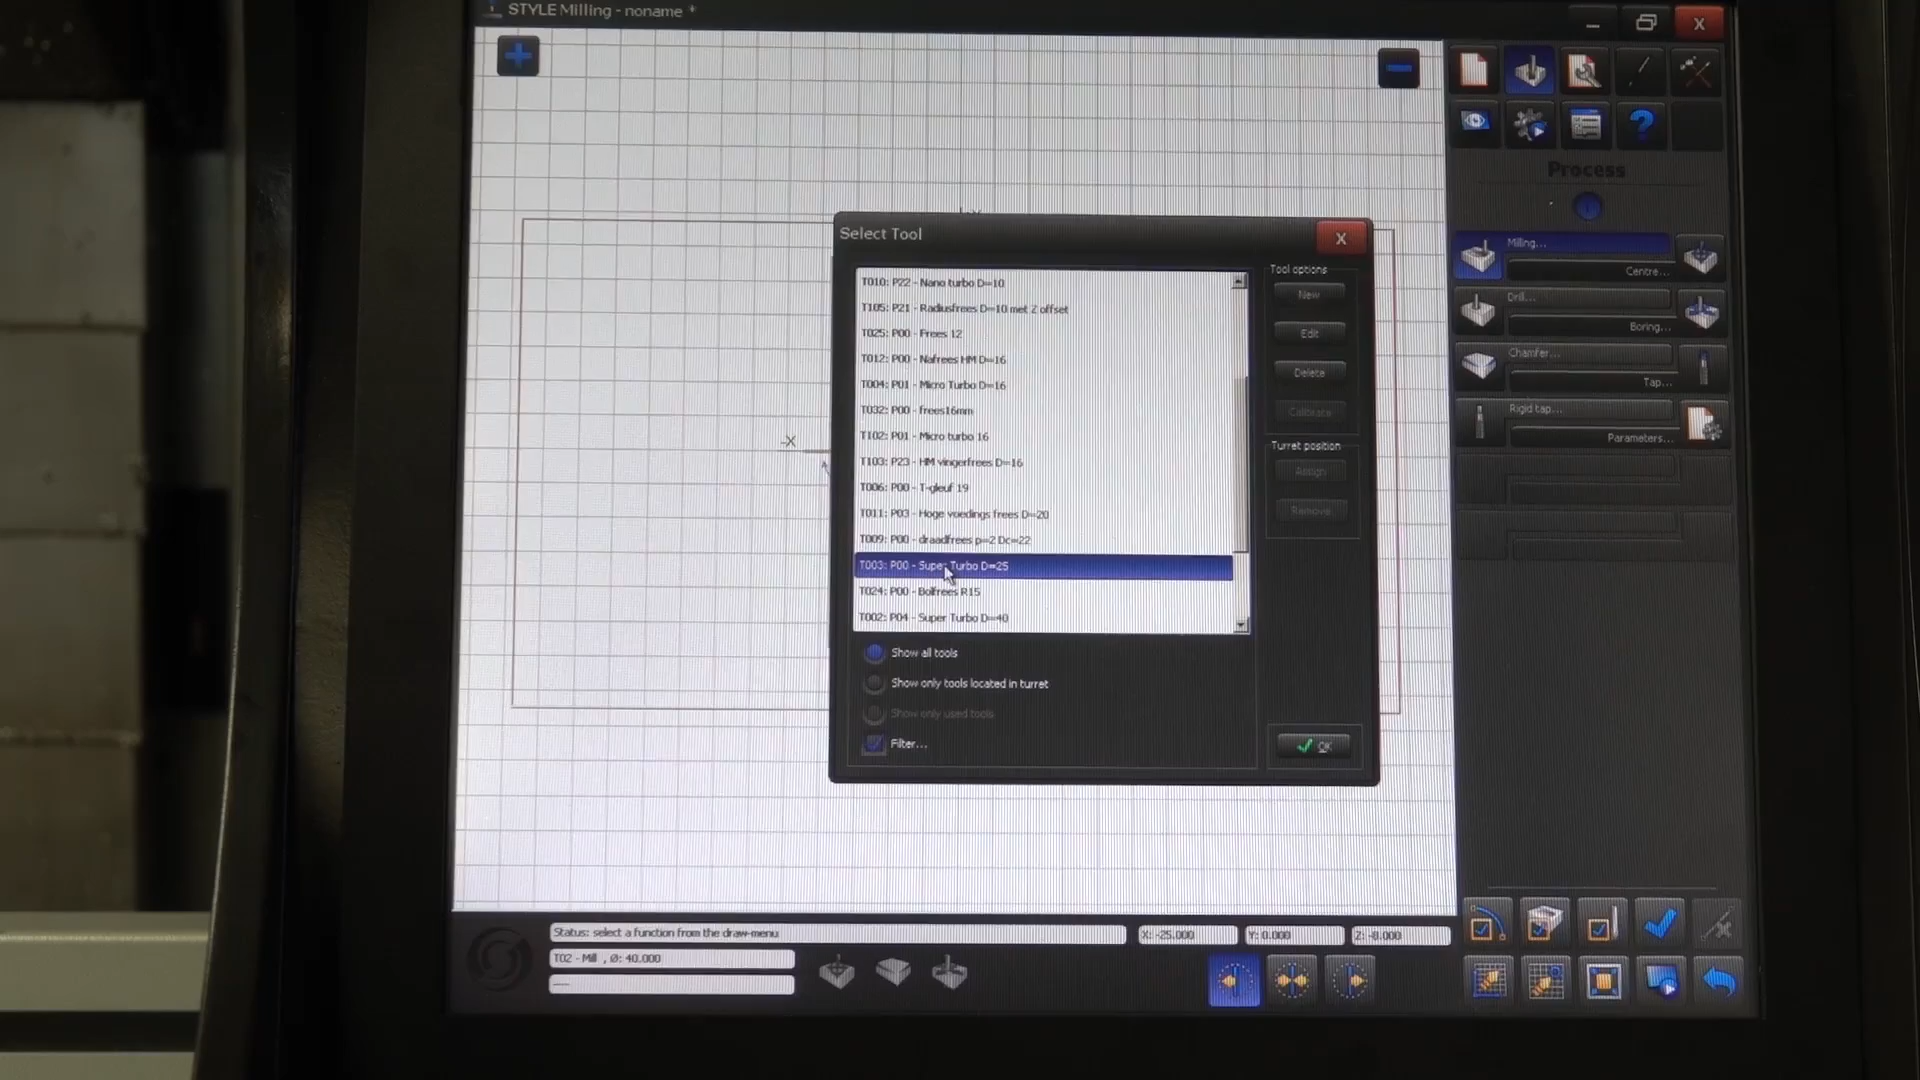 STYLE Milling - noname *
Process
Milling...
Centre...
Drill...
Boring...
Chamfer...
Tap...
Rigid tap...
Parameters...
-X
Select Tool
T010: P22 - Nano turbo D=10
T105: P21 - Radiusfrees D=10 met Z offset
T025: P00 - Frees 12
T012: P00 - Nafrees HM D=16
T004: P01 - Micro Turbo D=16
T032: P00 - frees16mm
T102: P01 - Micro turbo 16
T103: P23 - HM vingerfrees D=16
T006: P00 - T-gleuf 19
T011: P03 - Hoge voedings frees D=20
T009: P00 - draadfrees p=2 Dc=22
T003: P00 - Super Turbo D=25
T024: P00 - Bolfrees R15
T002: P04 - Super Turbo D=40
Tool options
New
Edit
Delete
Calibrate
Turret position
Assign
Remove
Show all tools
Show only tools located in turret
Show only used tools
Filter...
OK
Status: select a function from the draw-menu
X: -25.000
Y: 0.000
Z: -8.000
T02 - Mill , Ø: 40.000
----